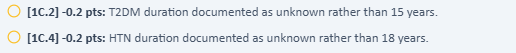 [1C.2] -0.2 pts: T2DM duration documented as unknown rather than 15 years.
[1C.4] -0.2 pts: HTN duration documented as unknown rather than 18 years.